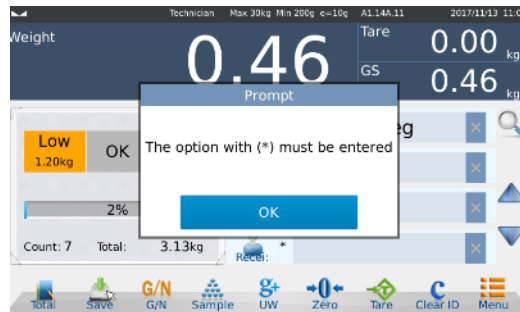 Technician Max 30kg Min 200g e=10g A1.14A.11 2017/11/13 11:0
Weight
0.46
Tare 0.00 kg
GS 0.46 kg
Prompt
The option with (*) must be entered
OK
Low
1.20kg
OK
eg
2%
Count: 7 Total: 3.13kg
Recei: *
Total Save G/N Sample UW Zero Tare Clear ID Menu